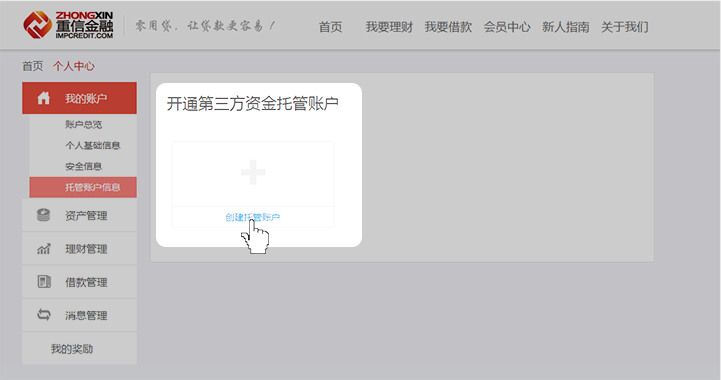 ZHONGXIN
重信金融
IMPCREDIT.COM
零用贷，让贷款更容易！
首页 我要理财 我要借款 会员中心 新人指南 关于我们
首页 个人中心
我的账户
账户总览
个人基础信息
安全信息
托管账户信息
资产管理
理财管理
借款管理
消息管理
我的奖励
开通第三方资金托管账户
创建托管账户